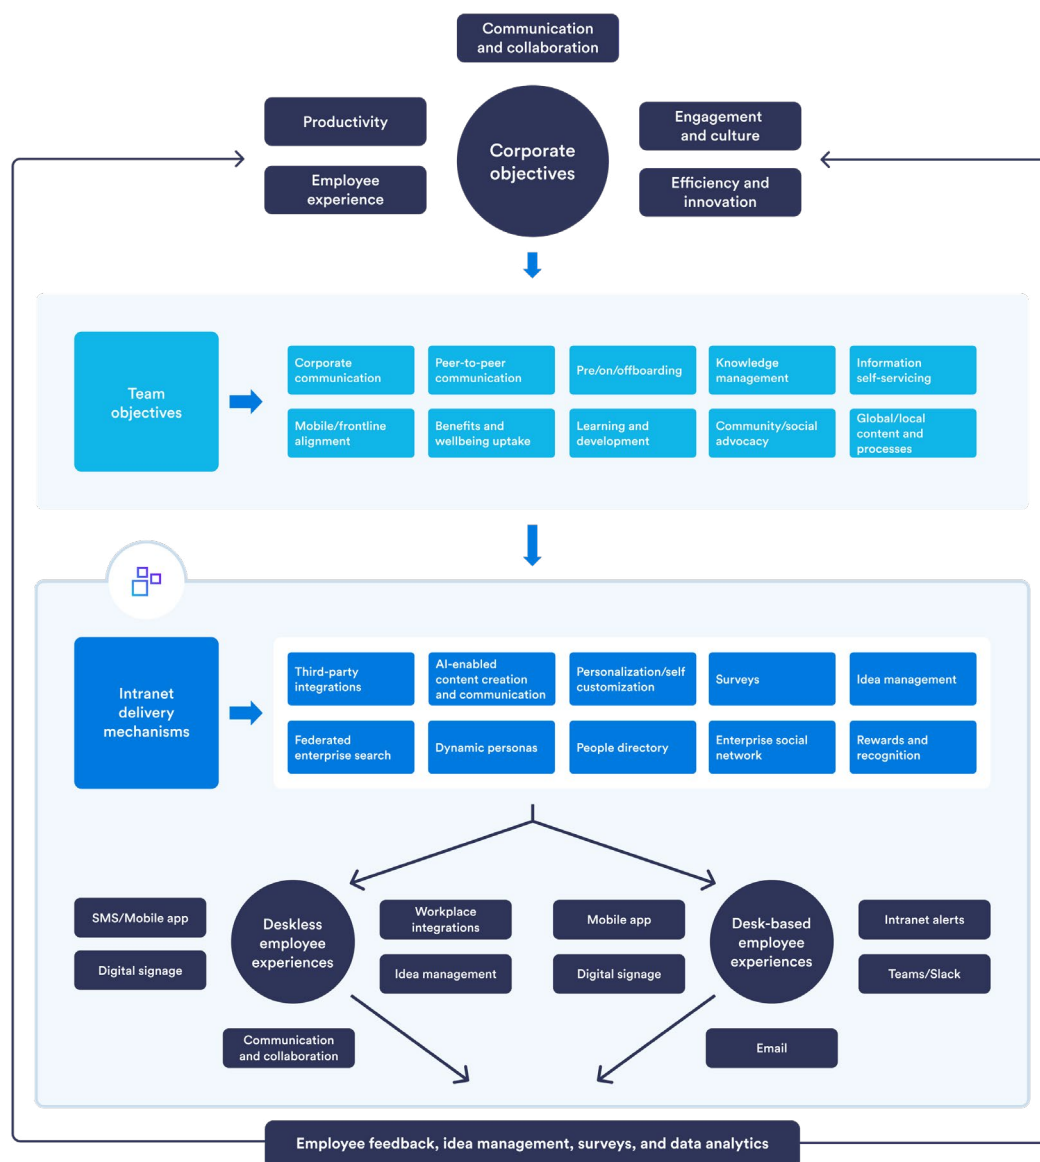 Communication
and collaboration
Productivity
Employee
experience
Corporate
objectives
Engagement
and culture
Efficiency and
innovation
Team
objectives
Corporate
communication
Peer-to-peer
communication
Pre/on/offboarding
Knowledge
management
Information
self-servicing
Mobile/frontline
alignment
Benefits and
wellbeing uptake
Learning and
development
Community/social
advocacy
Global/local
content and
processes
Intranet
delivery
mechanisms
Third-party
integrations
AI-enabled
content creation
and communication
Personalization/self
customization
Surveys
Idea management
Federated
enterprise search
Dynamic personas
People directory
Enterprise social
network
Rewards and
recognition
SMS/Mobile app
Digital signage
Deskless
employee
experiences
Workplace
integrations
Idea management
Communication
and collaboration
Mobile app
Digital signage
Desk-based
employee
experiences
Intranet alerts
Teams/Slack
Email
Employee feedback, idea management, surveys, and data analytics